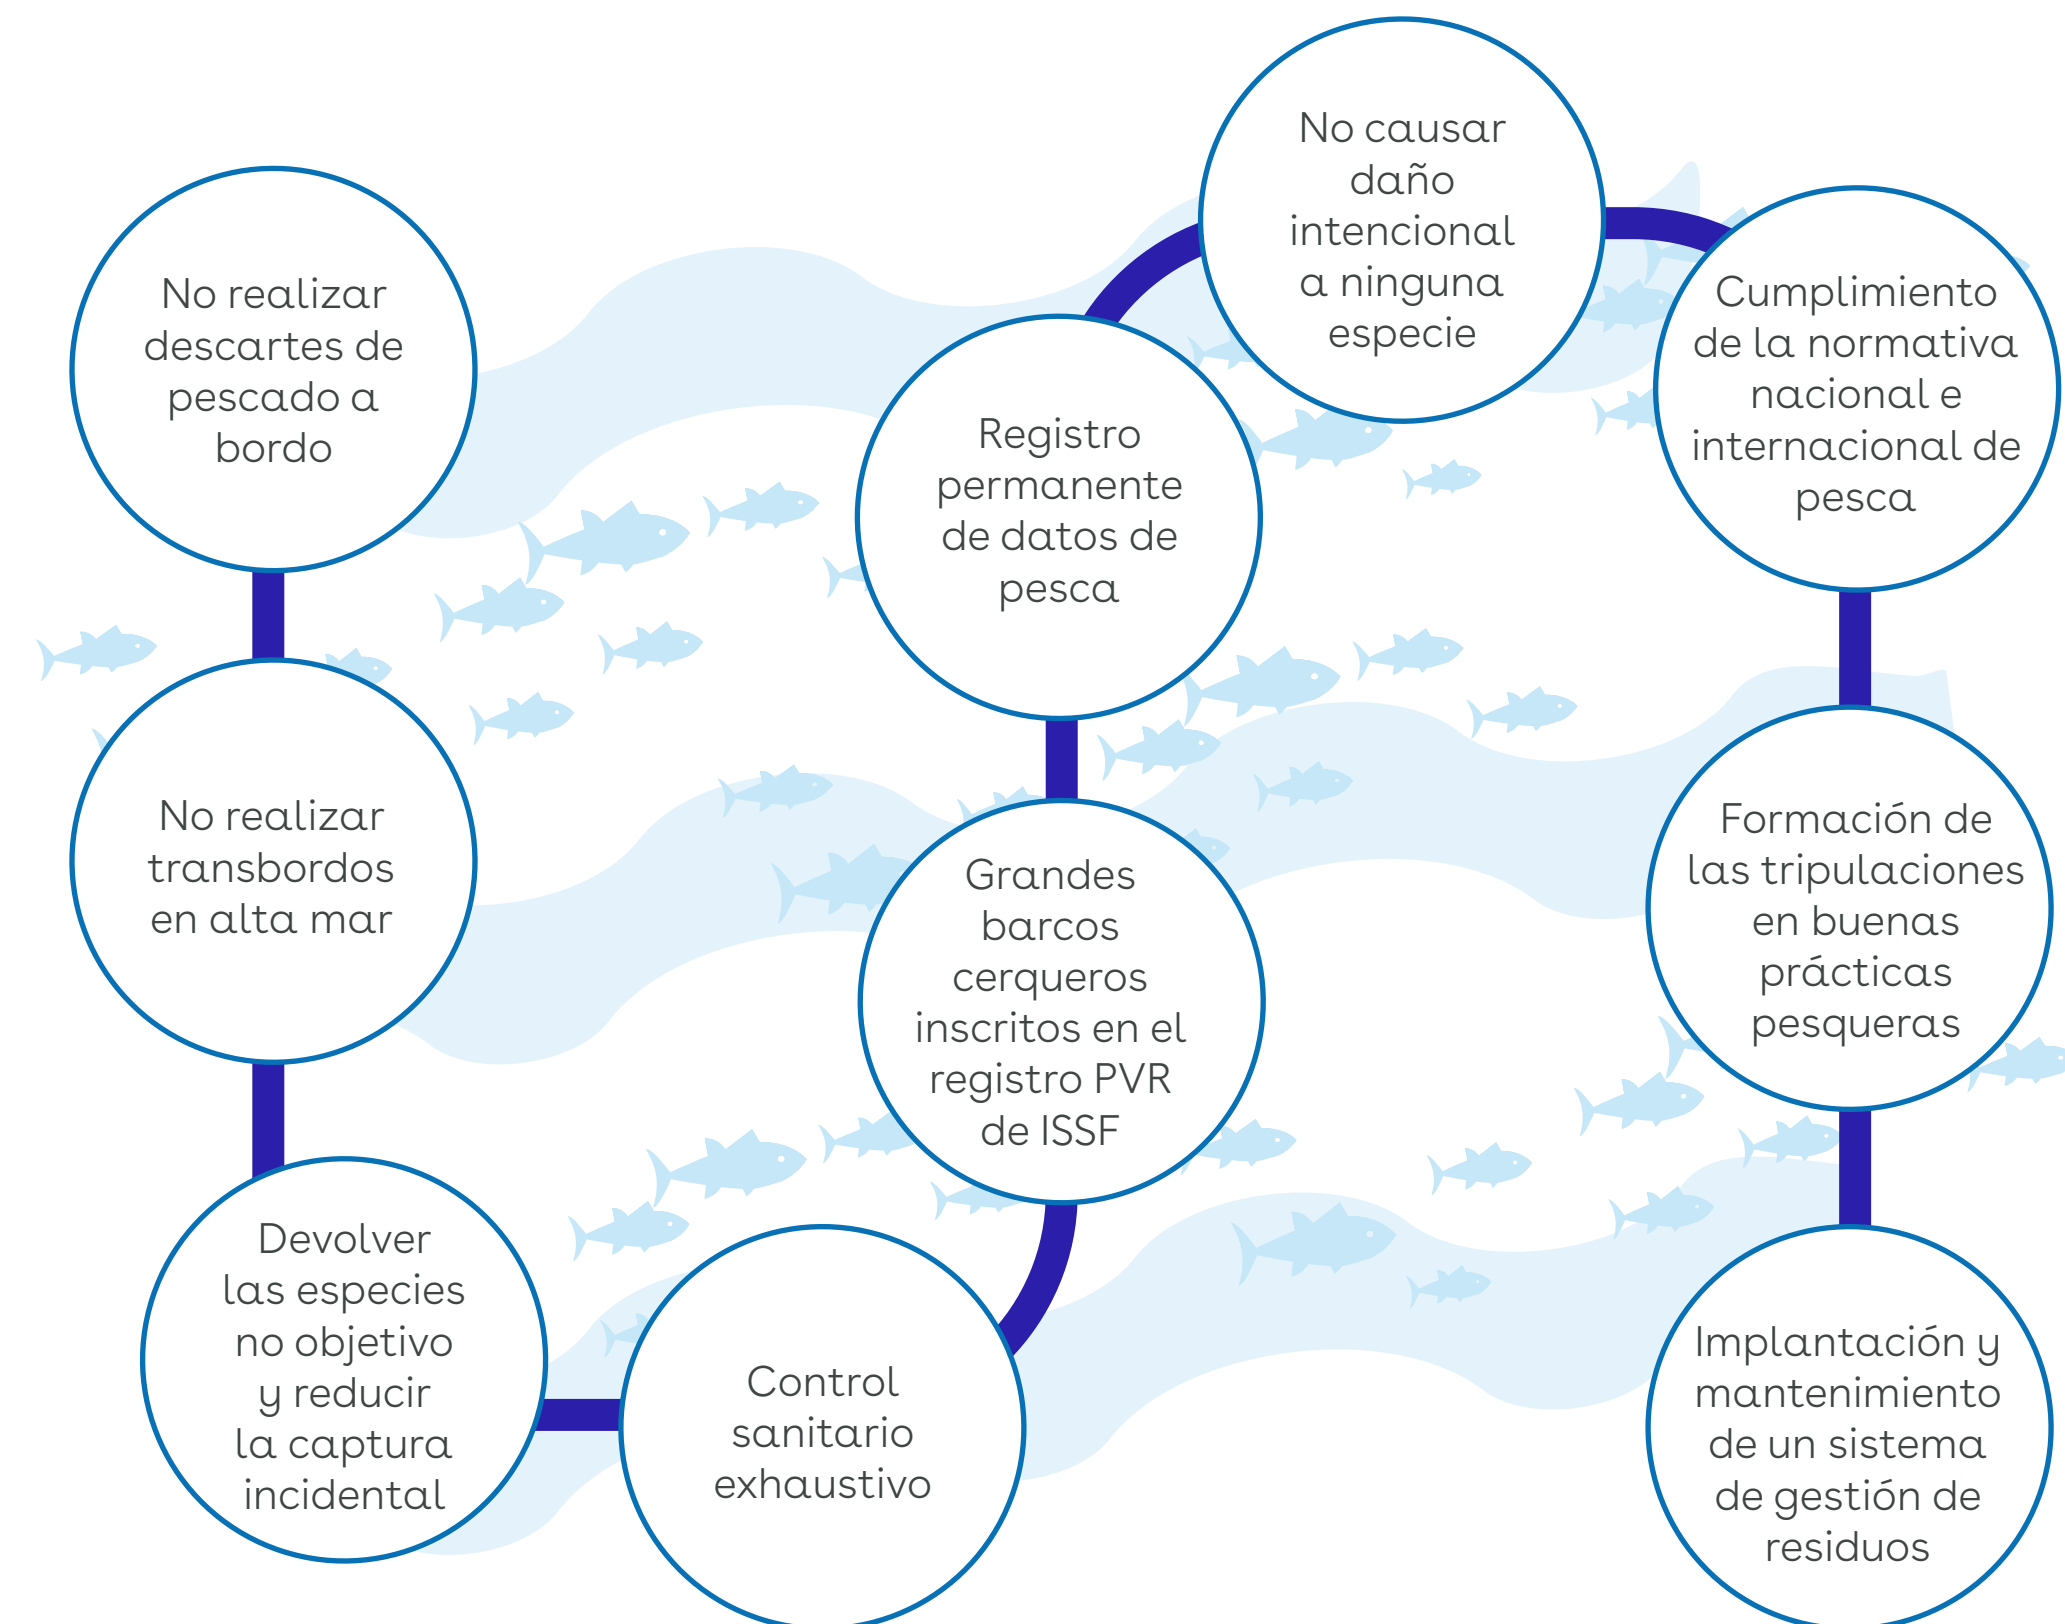 No realizar
descartes de
pescado a
bordo
No realizar
transbordos
en alta mar
Devolver
las especies
no objetivo
y reducir
la captura
incidental
Control
sanitario
exhaustivo
Grandes
barcos
cerqueros
inscritos en el
registro PVR
de ISSF
Registro
permanente
de datos de
pesca
No causar
daño
intencional
a ninguna
especie
Cumplimiento
de la normativa
nacional e
internacional de
pesca
Formación de
las tripulaciones
en buenas
prácticas
pesqueras
Implantación y
mantenimiento
de un sistema
de gestión de
residuos